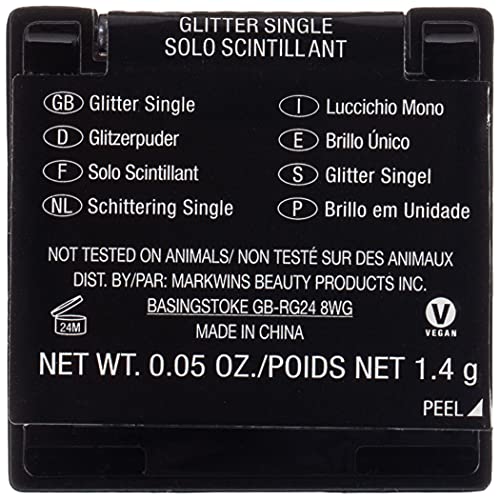 GLITTER SINGLE
SOLO SCINTILLANT
GB Glitter Single
D Glitzerpuder
F Solo Scintillant
NL Schittering Single
I Luccichio Mono
E Brillo Único
S Glitter Singel
P Brillo em Unidade
NOT TESTED ON ANIMALS/ NON TESTÉ SUR DES ANIMAUX
DIST. BY/PAR: MARKWINS BEAUTY PRODUCTS INC.
BASINGSTOKE GB-RG24 8WG
MADE IN CHINA
24M
V
VEGAN
NET WT. 0.05 OZ./POIDS NET 1.4 g
PEEL